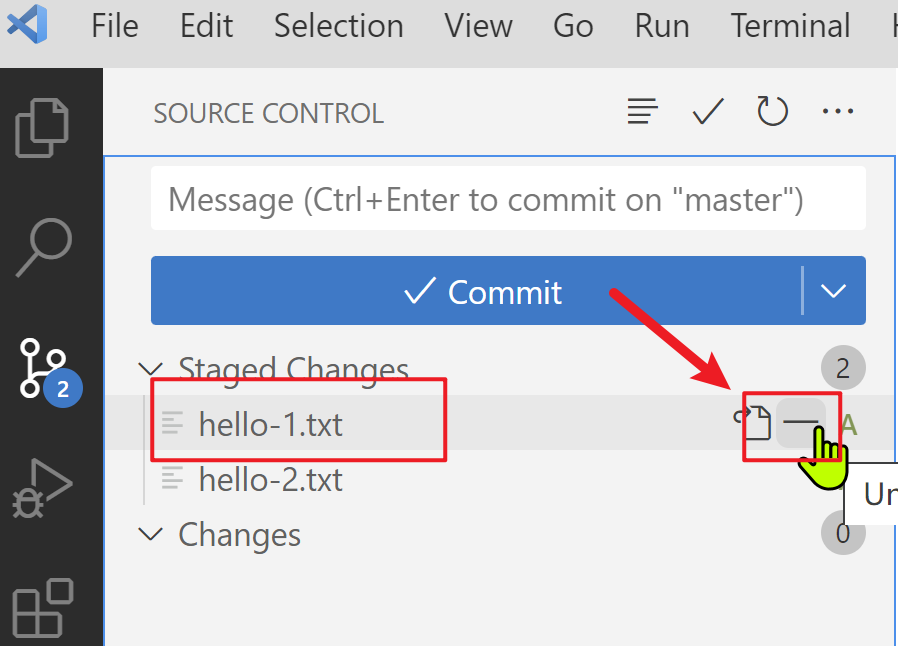 File Edit Selection View Go Run Terminal
SOURCE CONTROL
Message (Ctrl+Enter to commit on "master")
Commit
Staged Changes 2
hello-1.txt A
2
hello-2.txt
Changes 0